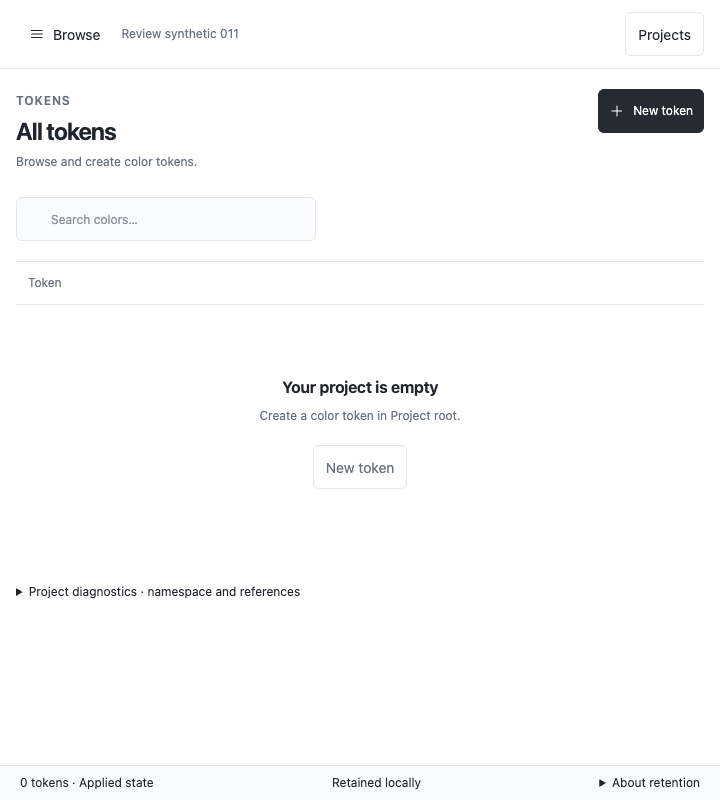 Browse
Review synthetic 011
Projects
TOKENS
All tokens
New token
Browse and create color tokens.
Search colors...
Token
Your project is empty
Create a color token in Project root.
New token
Project diagnostics · namespace and references
0 tokens · Applied state
Retained locally
About retention